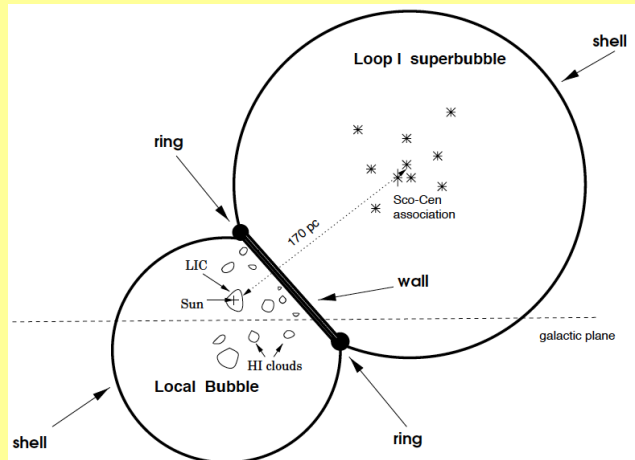 Loop I superbubble
shell
ring
Sco-Cen
association
170 pc
LIC
wall
Sun
galactic plane
HI clouds
Local Bubble
shell
ring